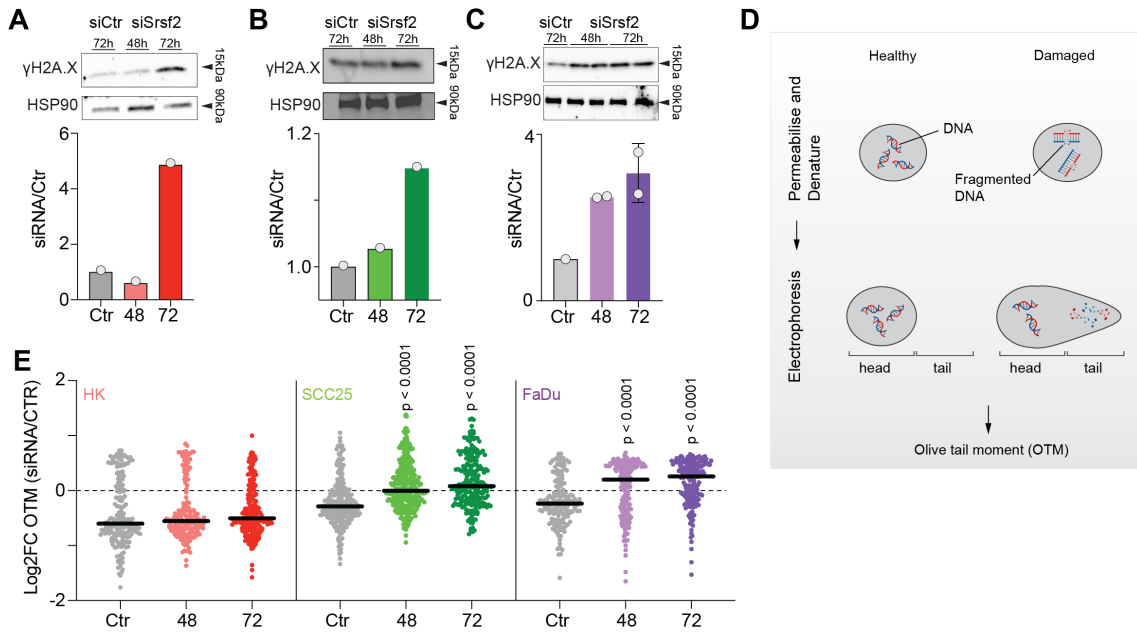 A
siCtr siSrsf2
72h 48h 72h
γH2A.X
15kDa
HSP90
90kDa
siRNA/Ctr
6
4
2
0
Ctr 48 72
B
siCtr siSrsf2
72h 48h 72h
γH2A.X
15kDa
HSP90
90kDa
siRNA/Ctr
1.2
1.0
Ctr 48 72
C
siCtr siSrsf2
72h 48h 72h
γH2A.X
15kDa
HSP90
90kDa
siRNA/Ctr
4
0
Ctr 48 72
D
Healthy Damaged
Permeabilise and
Denature
DNA
Fragmented
DNA
Electrophoresis
head tail head tail
Olive tail moment (OTM)
E
Log2FC OTM (siRNA/CTR)
2
0
-2
HK
SCC25
p < 0.0001
p < 0.0001
FaDu
p < 0.0001
p < 0.0001
Ctr 48 72 Ctr 48 72 Ctr 48 72